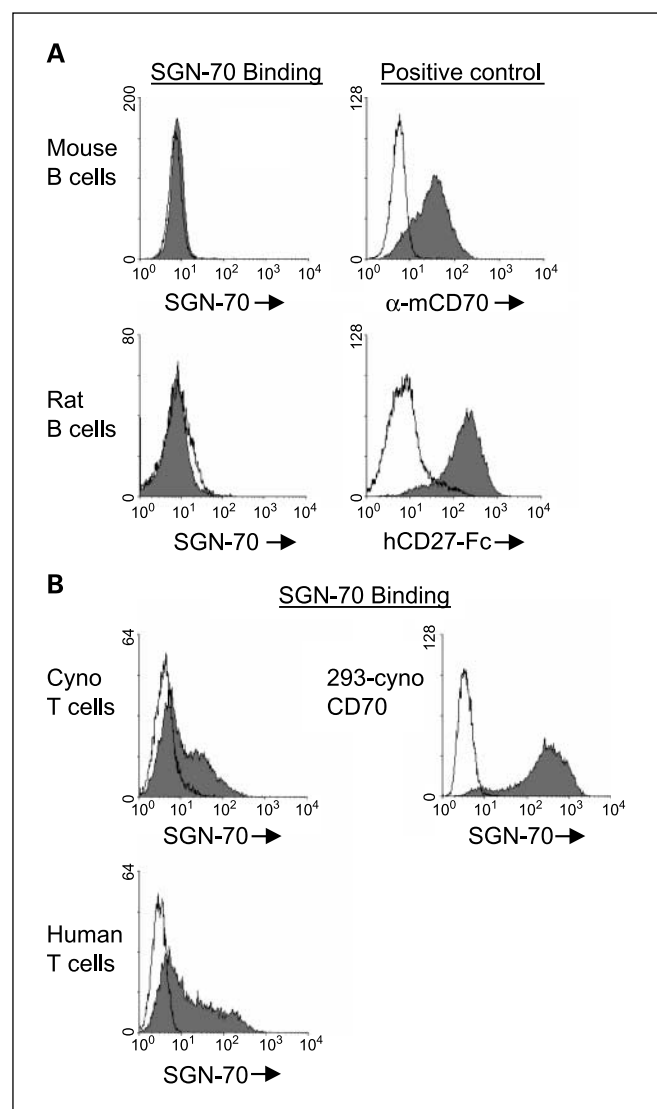 A
SGN-70 Binding
Positive control
Mouse
B cells
200
0
10⁰ 10¹ 10² 10³ 10⁴
SGN-70
128
0
10⁰ 10¹ 10² 10³ 10⁴
α-mCD70
Rat
B cells
80
0
10⁰ 10¹ 10² 10³ 10⁴
SGN-70
128
0
10⁰ 10¹ 10² 10³ 10⁴
hCD27-Fc
B
SGN-70 Binding
Cyno
T cells
64
0
10⁰ 10¹ 10² 10³ 10⁴
SGN-70
293-cyno
CD70
128
0
10⁰ 10¹ 10² 10³ 10⁴
SGN-70
Human
T cells
64
0
10⁰ 10¹ 10² 10³ 10⁴
SGN-70